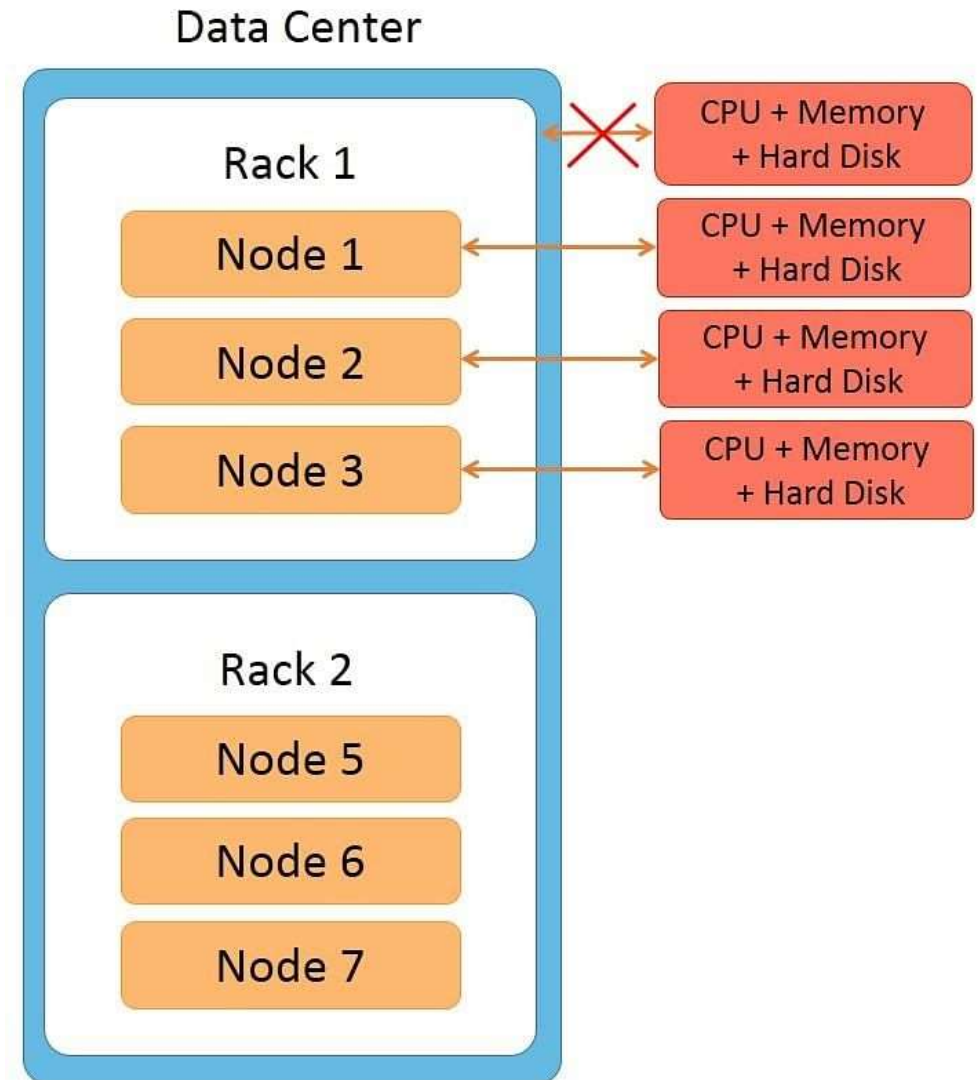 Data Center
Rack 1
CPU + Memory
+ Hard Disk
Node 1
CPU + Memory
+ Hard Disk
Node 2
CPU + Memory
+ Hard Disk
Node 3
CPU + Memory
+ Hard Disk
Rack 2
Node 5
Node 6
Node 7